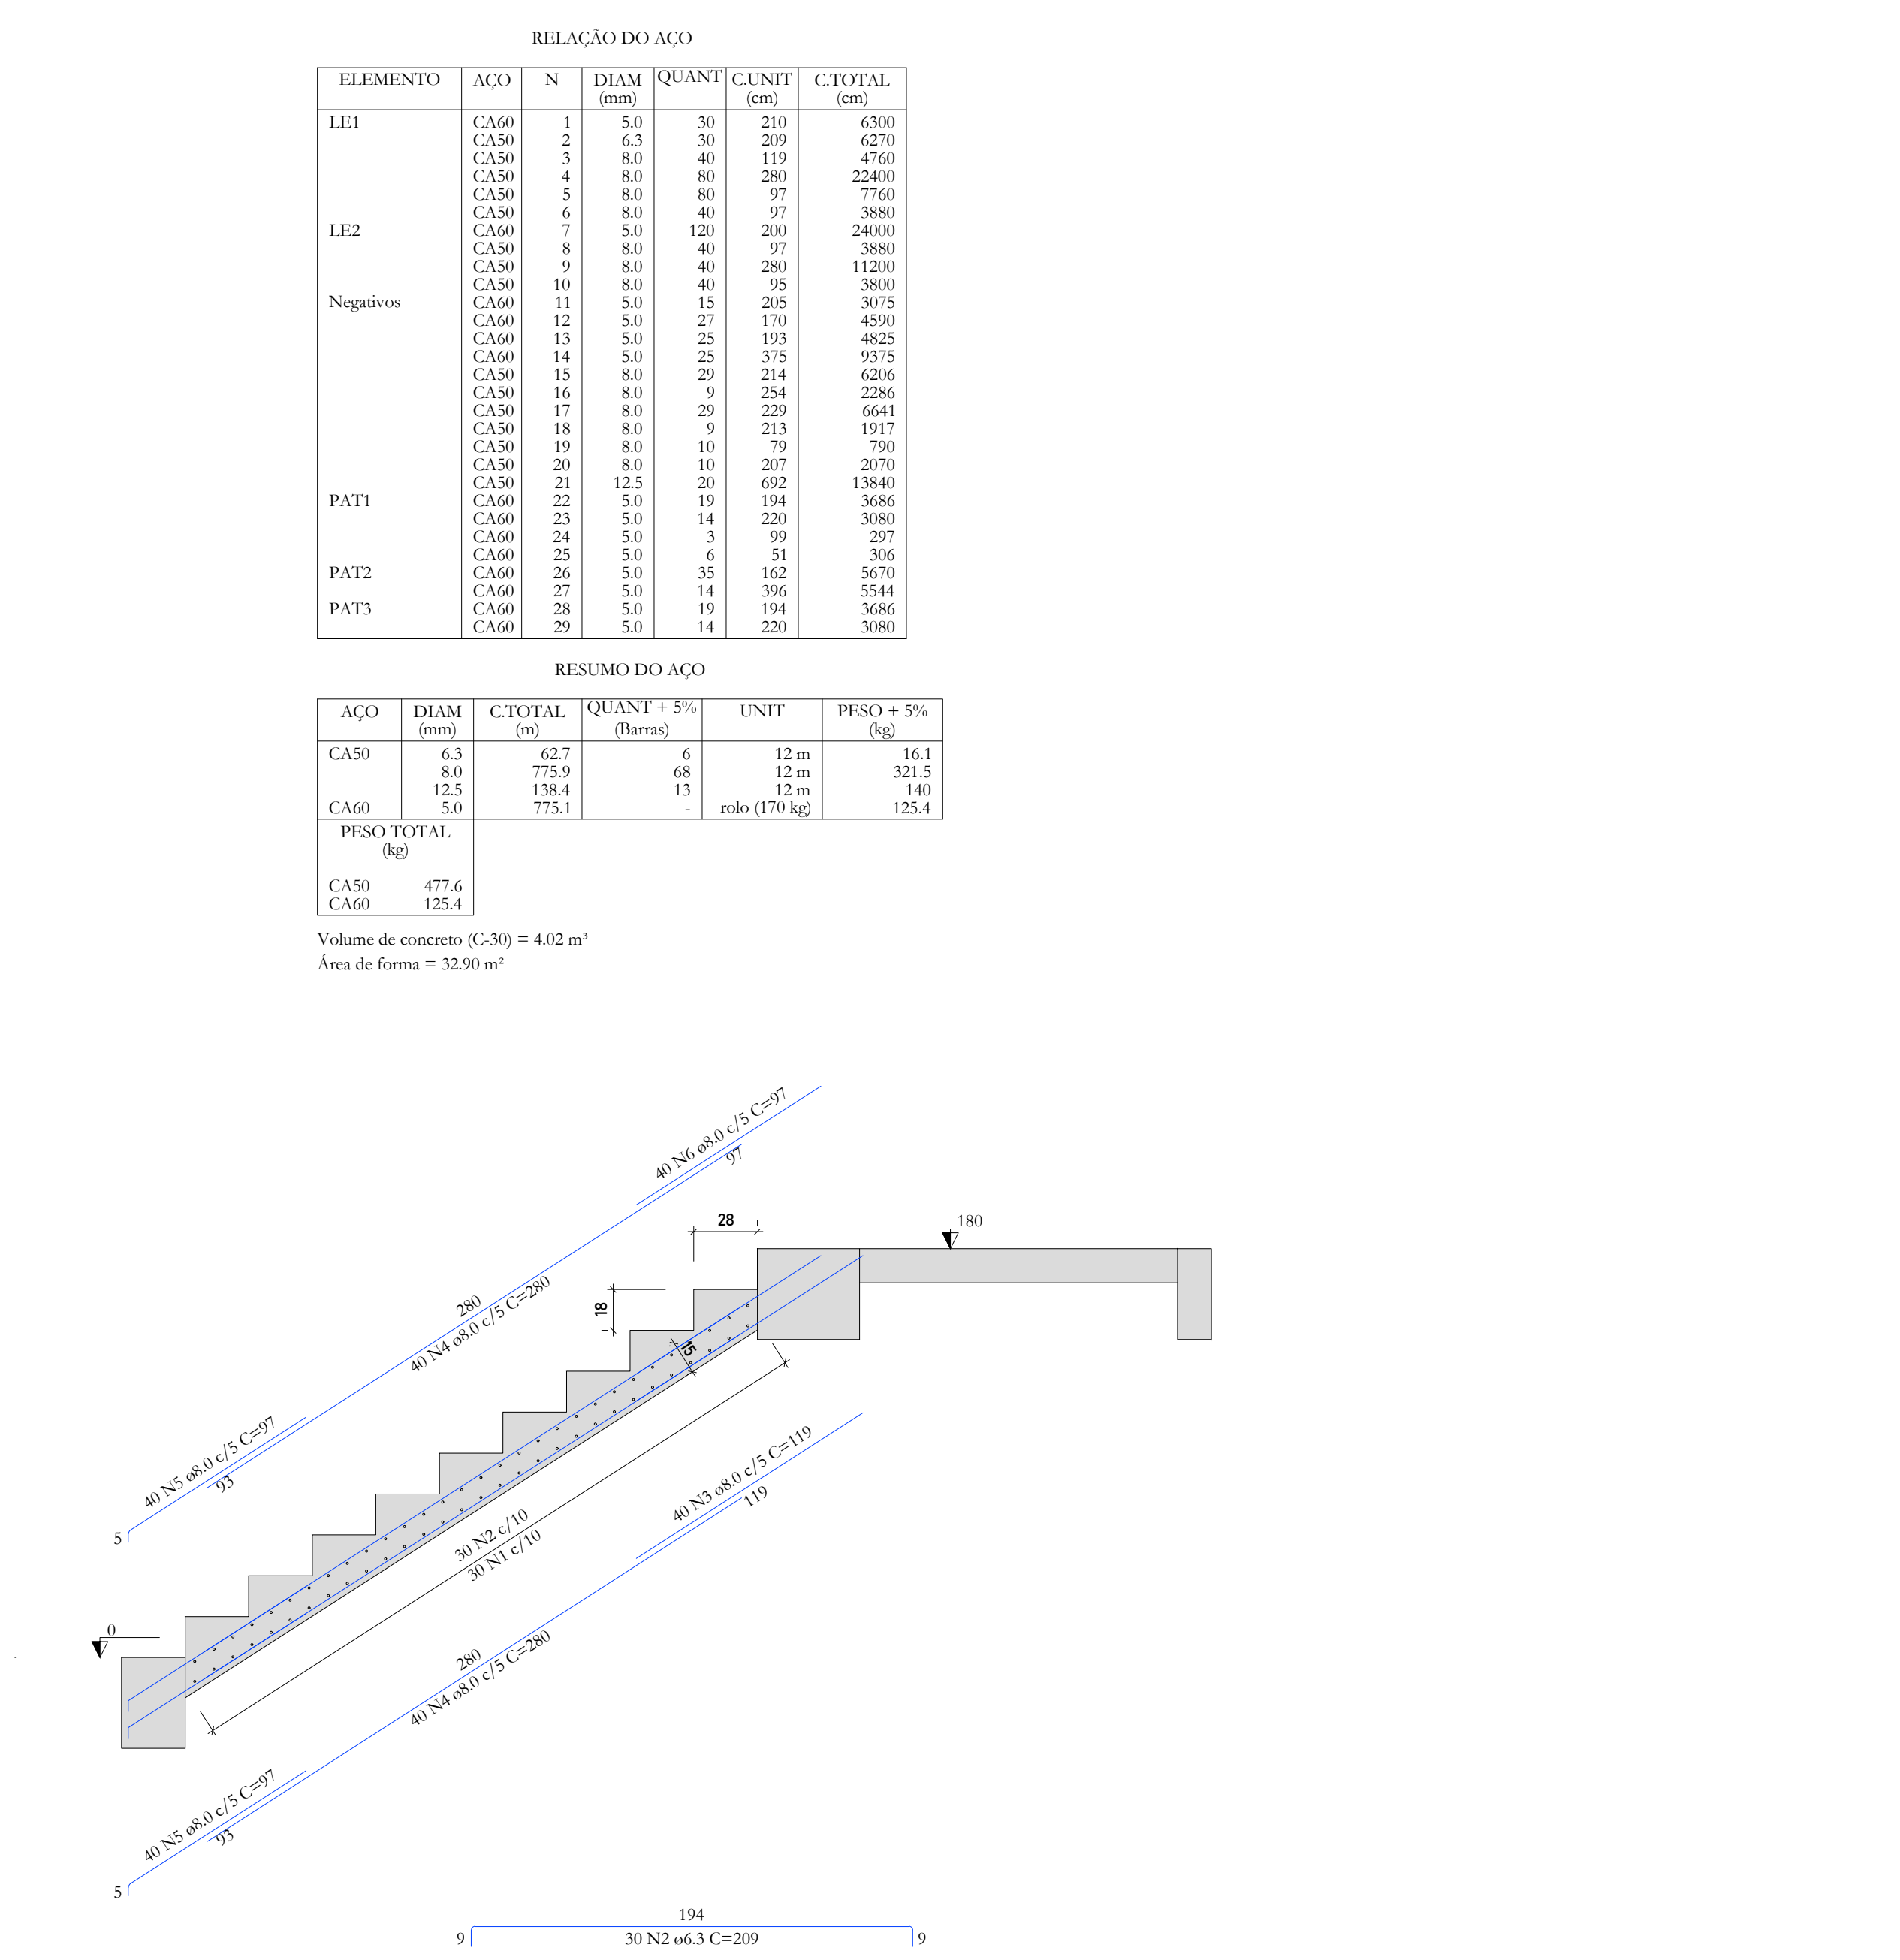 RELAÇÃO DO AÇO
ELEMENTO AÇO N DIAM (mm) QUANT C.UNIT (cm) C.TOTAL (cm)
LE1 CA60 1 5.0 30 210 6300
CA50 2 6.3 30 209 6270
CA50 3 8.0 40 119 4760
CA50 4 8.0 80 280 22400
CA50 5 8.0 80 97 7760
CA50 6 8.0 40 97 3880
LE2 CA60 7 5.0 120 200 24000
CA50 8 8.0 40 97 3880
CA50 9 8.0 40 280 11200
CA50 10 8.0 40 95 3800
Negativos CA60 11 5.0 15 205 3075
CA60 12 5.0 27 170 4590
CA60 13 5.0 25 193 4825
CA60 14 5.0 25 375 9375
CA50 15 8.0 29 214 6206
CA50 16 8.0 9 254 2286
CA50 17 8.0 29 229 6641
CA50 18 8.0 9 213 1917
CA50 19 8.0 10 79 790
CA50 20 8.0 10 207 2070
CA50 21 12.5 20 692 13840
PAT1 CA60 22 5.0 19 194 3686
CA60 23 5.0 14 220 3080
CA60 24 5.0 3 99 297
CA60 25 5.0 6 51 306
PAT2 CA60 26 5.0 35 162 5670
CA60 27 5.0 14 396 5544
PAT3 CA60 28 5.0 19 194 3686
CA60 29 5.0 14 220 3080
RESUMO DO AÇO
AÇO DIAM (mm) C.TOTAL (m) QUANT + 5% (Barras) UNIT PESO + 5% (kg)
CA50 6.3 62.7 6 12 m 16.1
8.0 775.9 68 12 m 321.5
12.5 138.4 13 12 m 140
CA60 5.0 775.1 - rolo (170 kg) 125.4
PESO TOTAL
(kg)
CA50 477.6
CA60 125.4
Volume de concreto (C-30) = 4.02 m³
Área de forma = 32.90 m²
40 N6 ø8.0 c/5 C=97
97
28
180
280
40 N4 ø8.0 c/5 C=280
18
15
40 N5 ø8.0 c/5 C=97
93
5
40 N3 ø8.0 c/5 C=119
119
30 N2 c/10
30 N1 c/10
0
280
40 N4 ø8.0 c/5 C=280
40 N5 ø8.0 c/5 C=97
93
5
194
9 30 N2 ø6.3 C=209 9